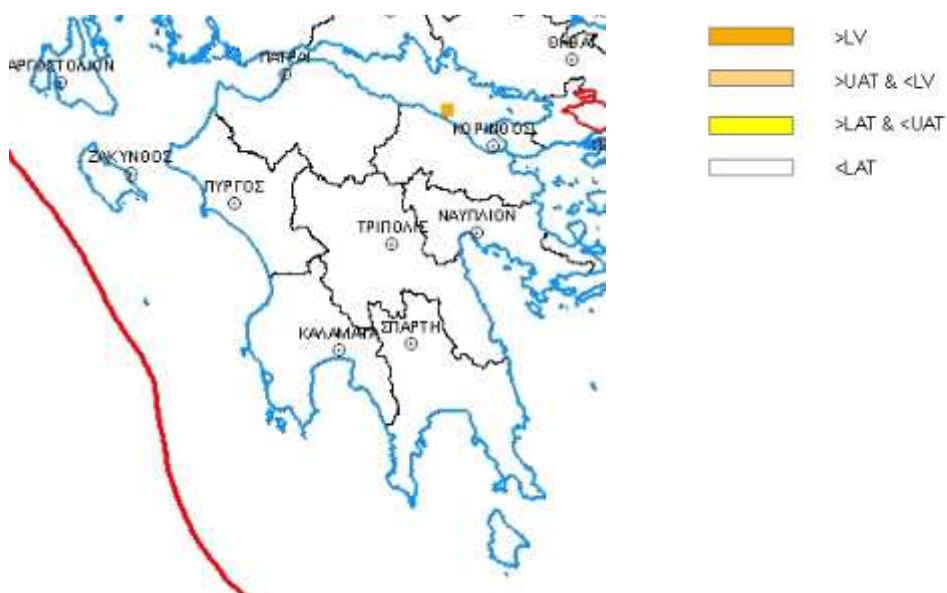 ΘΗΒΑΙ
ΠΑΤΡΑΙ
ΑΡΓΟΣΤΟΛΙΟΝ
ΚΟΡΙΝΘΟΣ
ΖΑΚΥΝΘΟΣ
ΠΥΡΓΟΣ
ΝΑΥΠΛΙΟΝ
ΤΡΙΠΟΛΙΣ
ΣΠΑΡΤΗ
ΚΑΛΑΜΑΤΑ
>LV
>UAT & <LV
>LAT & <UAT
<LAT